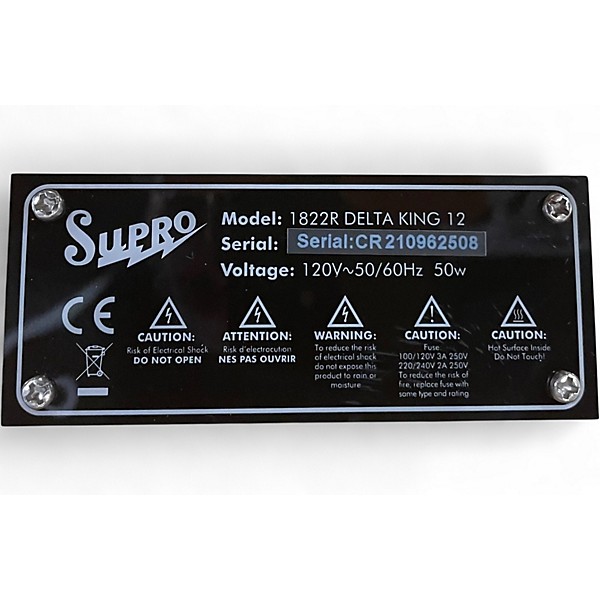 SUPRO
Model: 1822R DELTA KING 12
Serial: Serial:CR210962508
Voltage: 120V~50/60Hz 50w
CE
CAUTION:
Risk of Electrical Shock
DO NOT OPEN
ATTENTION:
Risk d'electrocution
NES PAS OUVRIR
WARNING:
To reduce the risk
of electrical shock
do not expose this
product to rain or
moisture
CAUTION:
Fuse:
100/120V 3A 250V
220/240V 2A 250V
To reduce the risk of
fire, replace fuse with
same type and rating
CAUTION:
Hot Surface Inside
Do Not Touch!